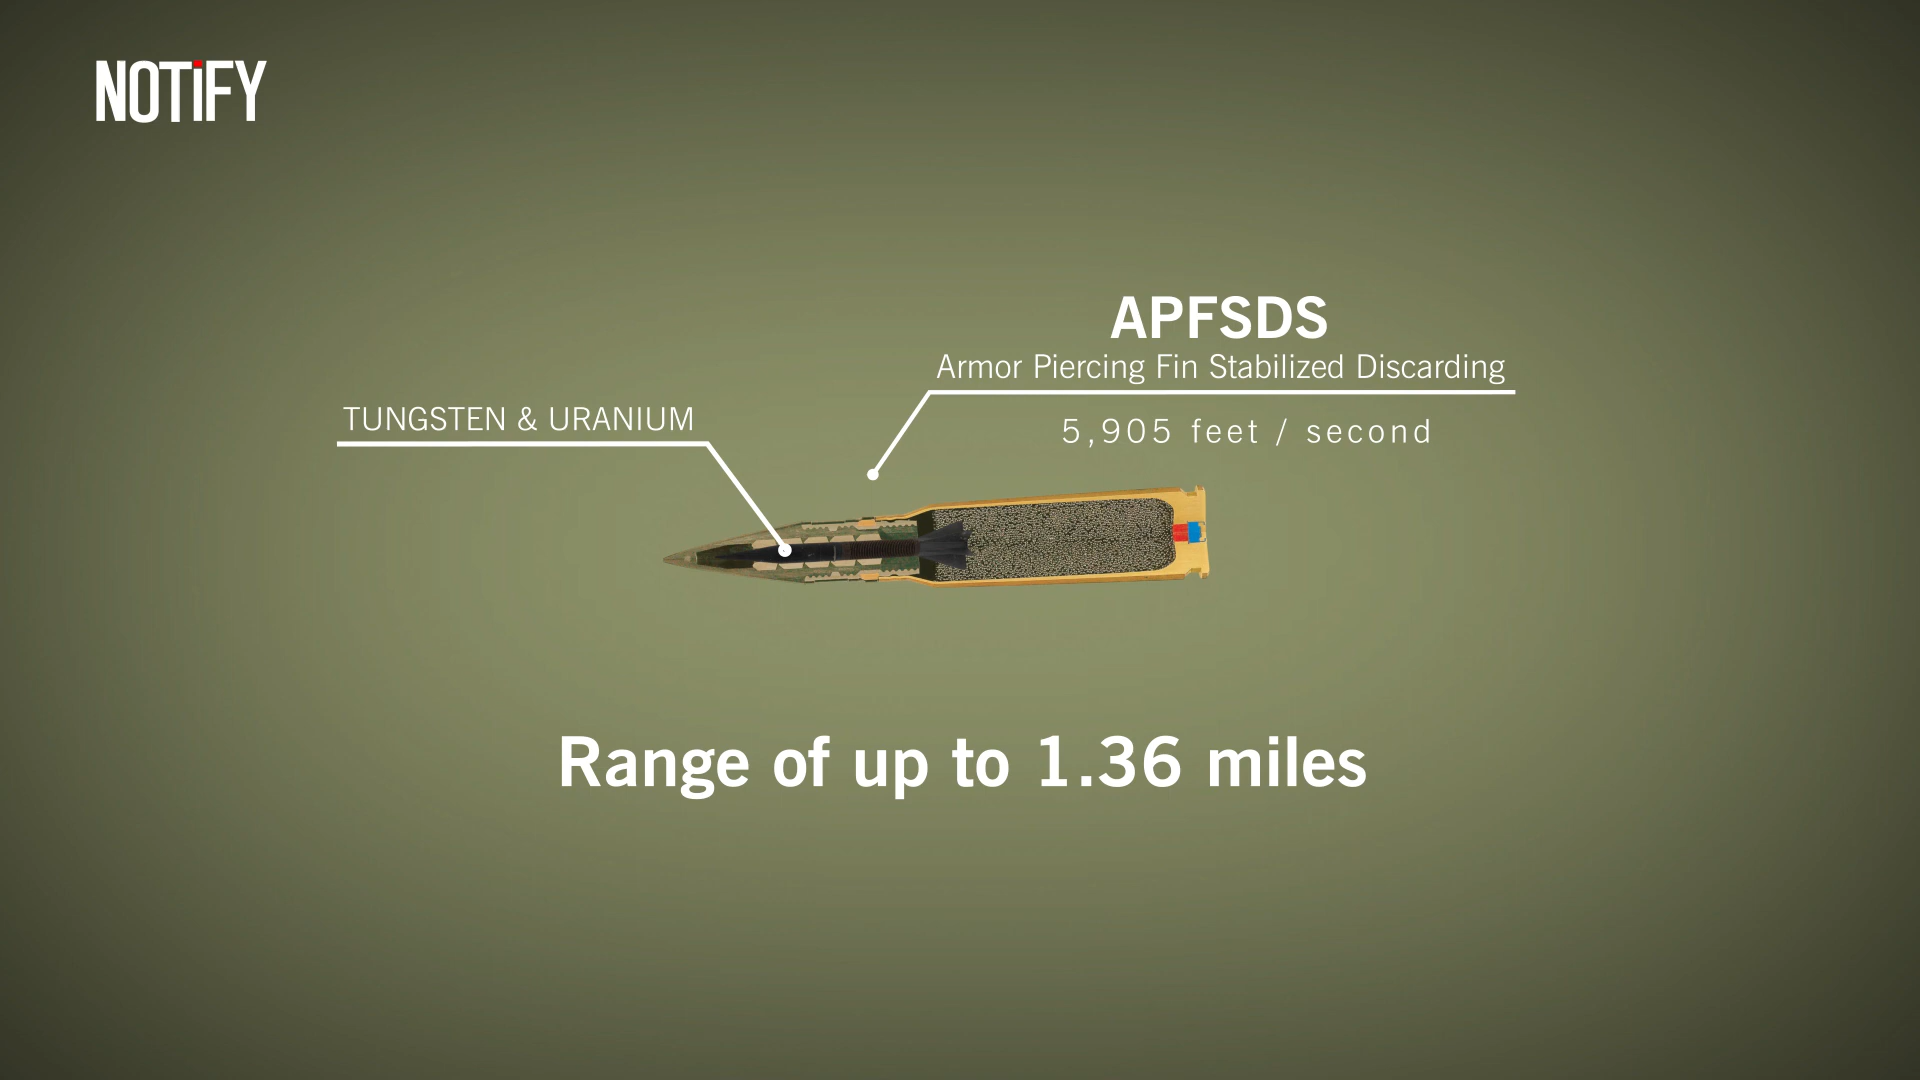 NOTiFY
APFSDS
Armor Piercing Fin Stabilized Discarding
TUNGSTEN & URANIUM
5,905 feet / second
Range of up to 1.36 miles